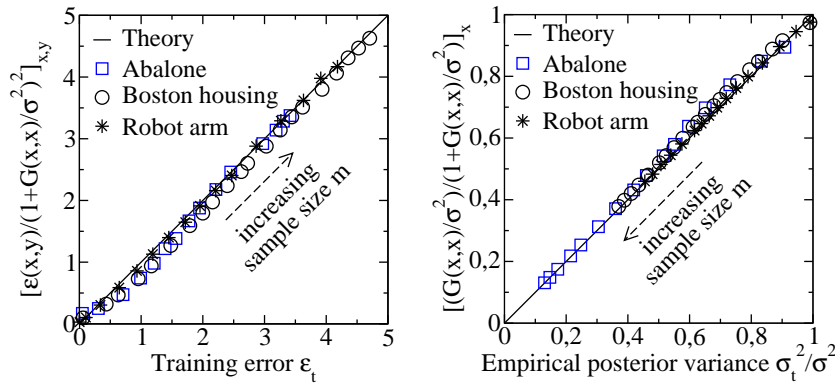 [ε(x,y)/(1+G(x,x)/σ²)²]x,y
5
4
3
2
1
0
Theory
Abalone
Boston housing
Robot arm
increasing
sample size m
0 1 2 3 4 5
Training error εt
[(G(x,x)/σ²)/(1+G(x,x)/σ²)]x
1
0,8
0,6
0,4
0,2
0
Theory
Abalone
Boston housing
Robot arm
increasing
sample size m
0 0,2 0,4 0,6 0,8 1
Empirical posterior variance σt²/σ²